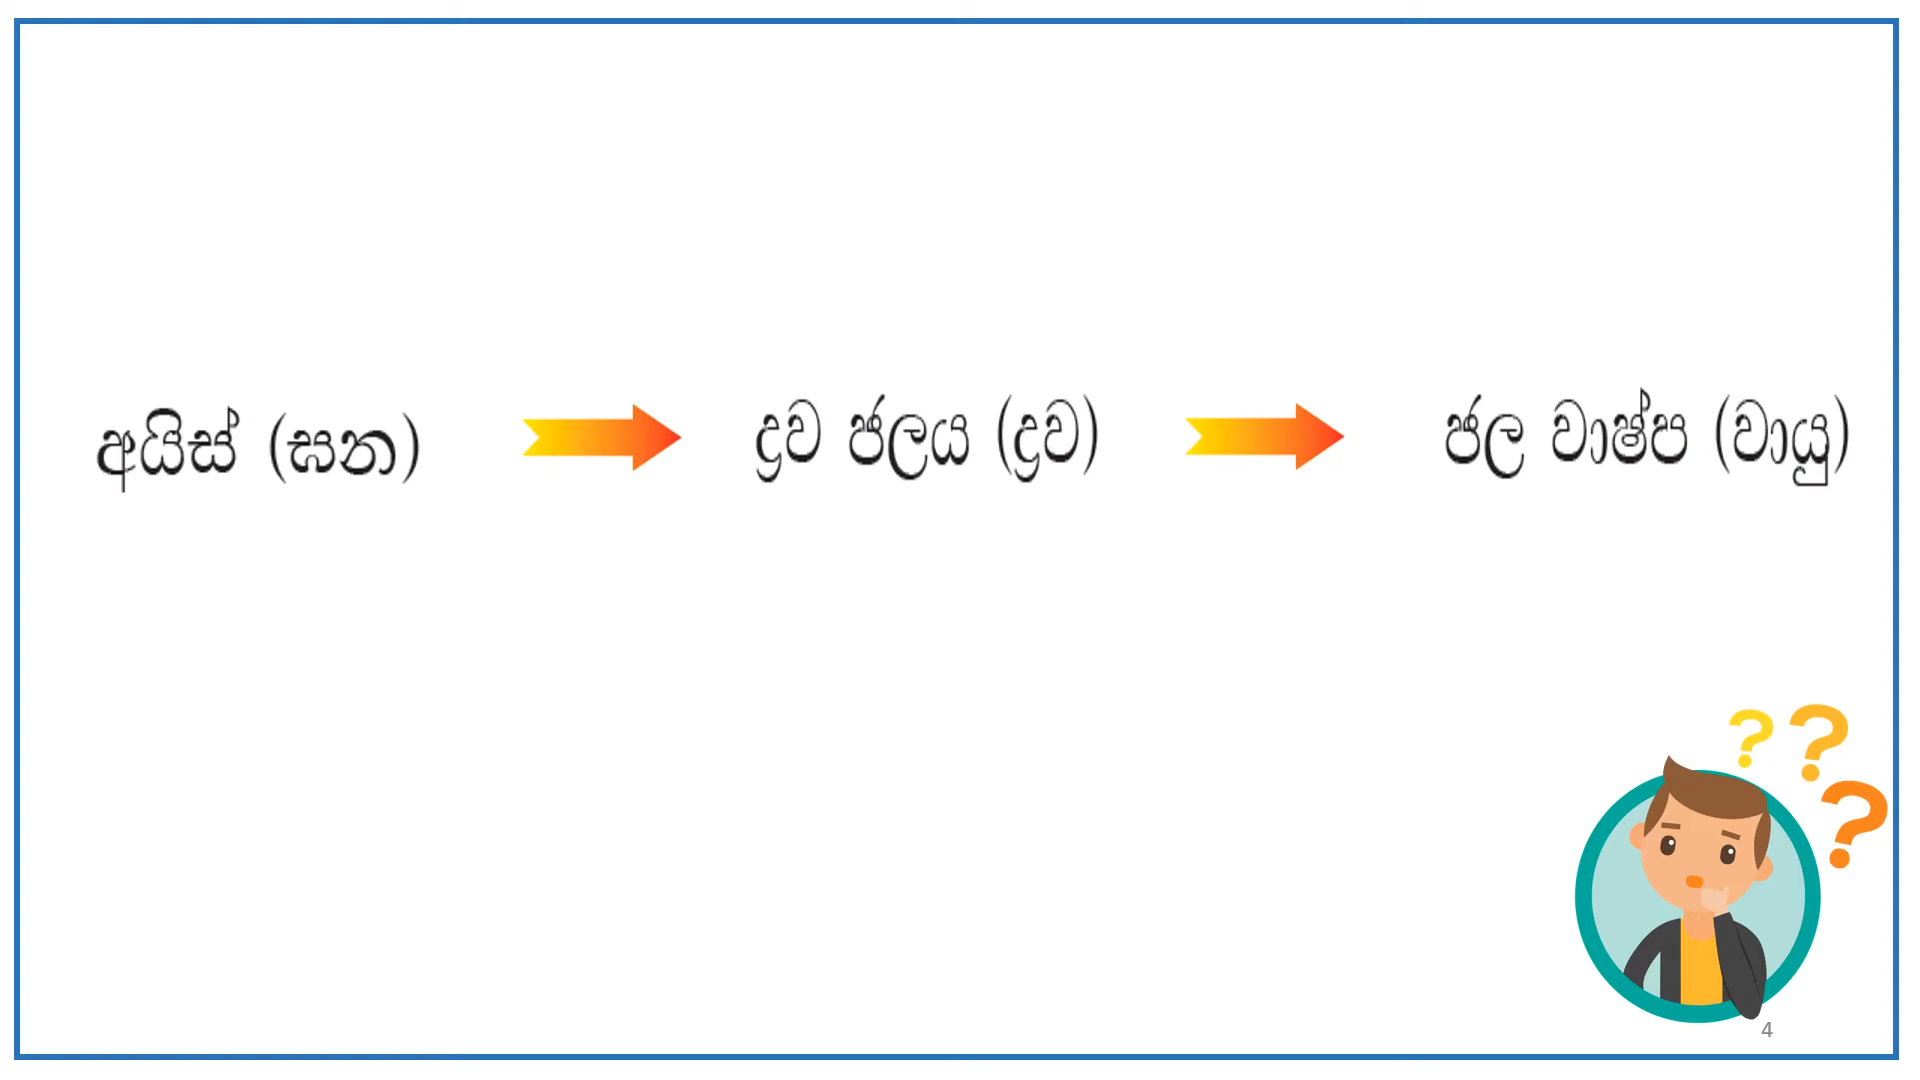 අයිස් (ඝන) ද්‍රව ජලය (ද්‍රව) ජල වාෂ්ප (වායු)
? ? ?
4